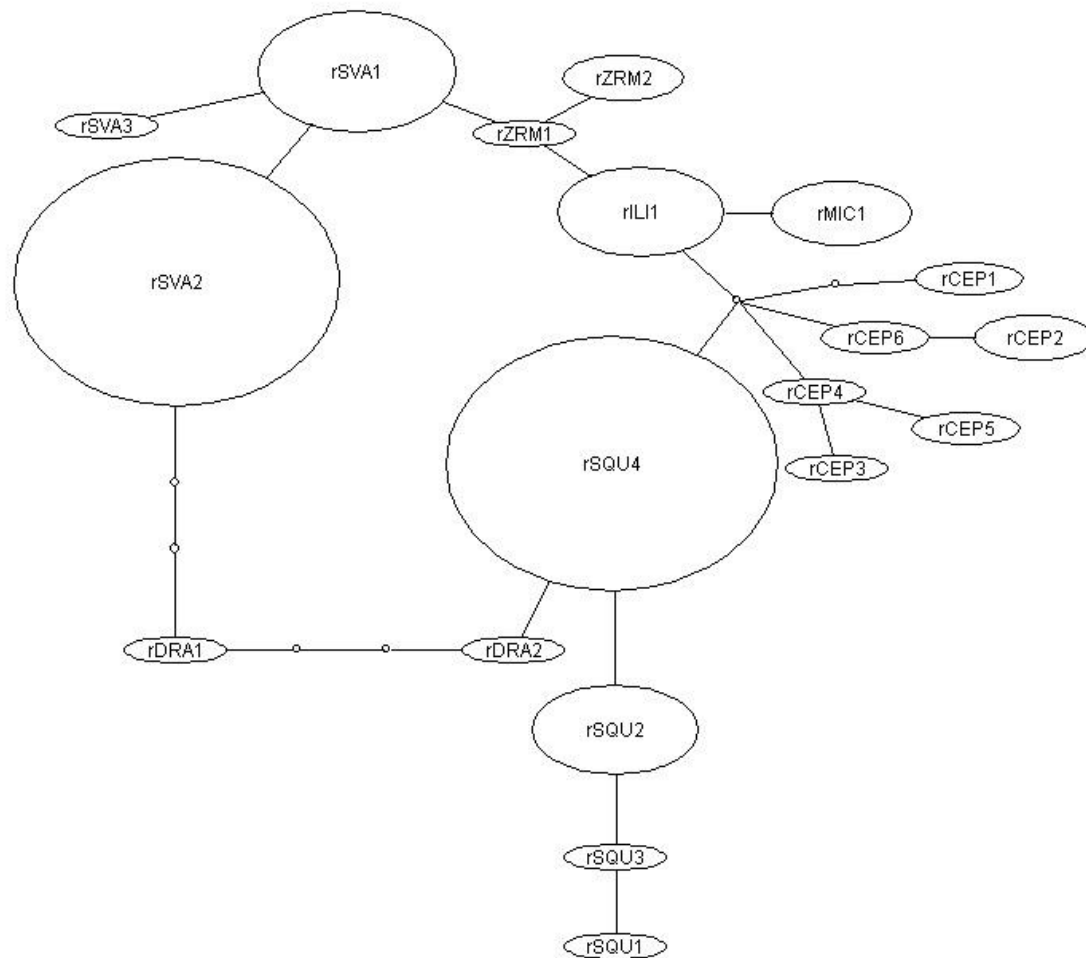 rSVA1
rZRM2
rSVA3
rZRM1
rILI1
rMIC1
rSVA2
rCEP1
rCEP6
rCEP2
rCEP4
rCEP5
rSQU4
rCEP3
rDRA1
rDRA2
rSQU2
rSQU3
rSQU1